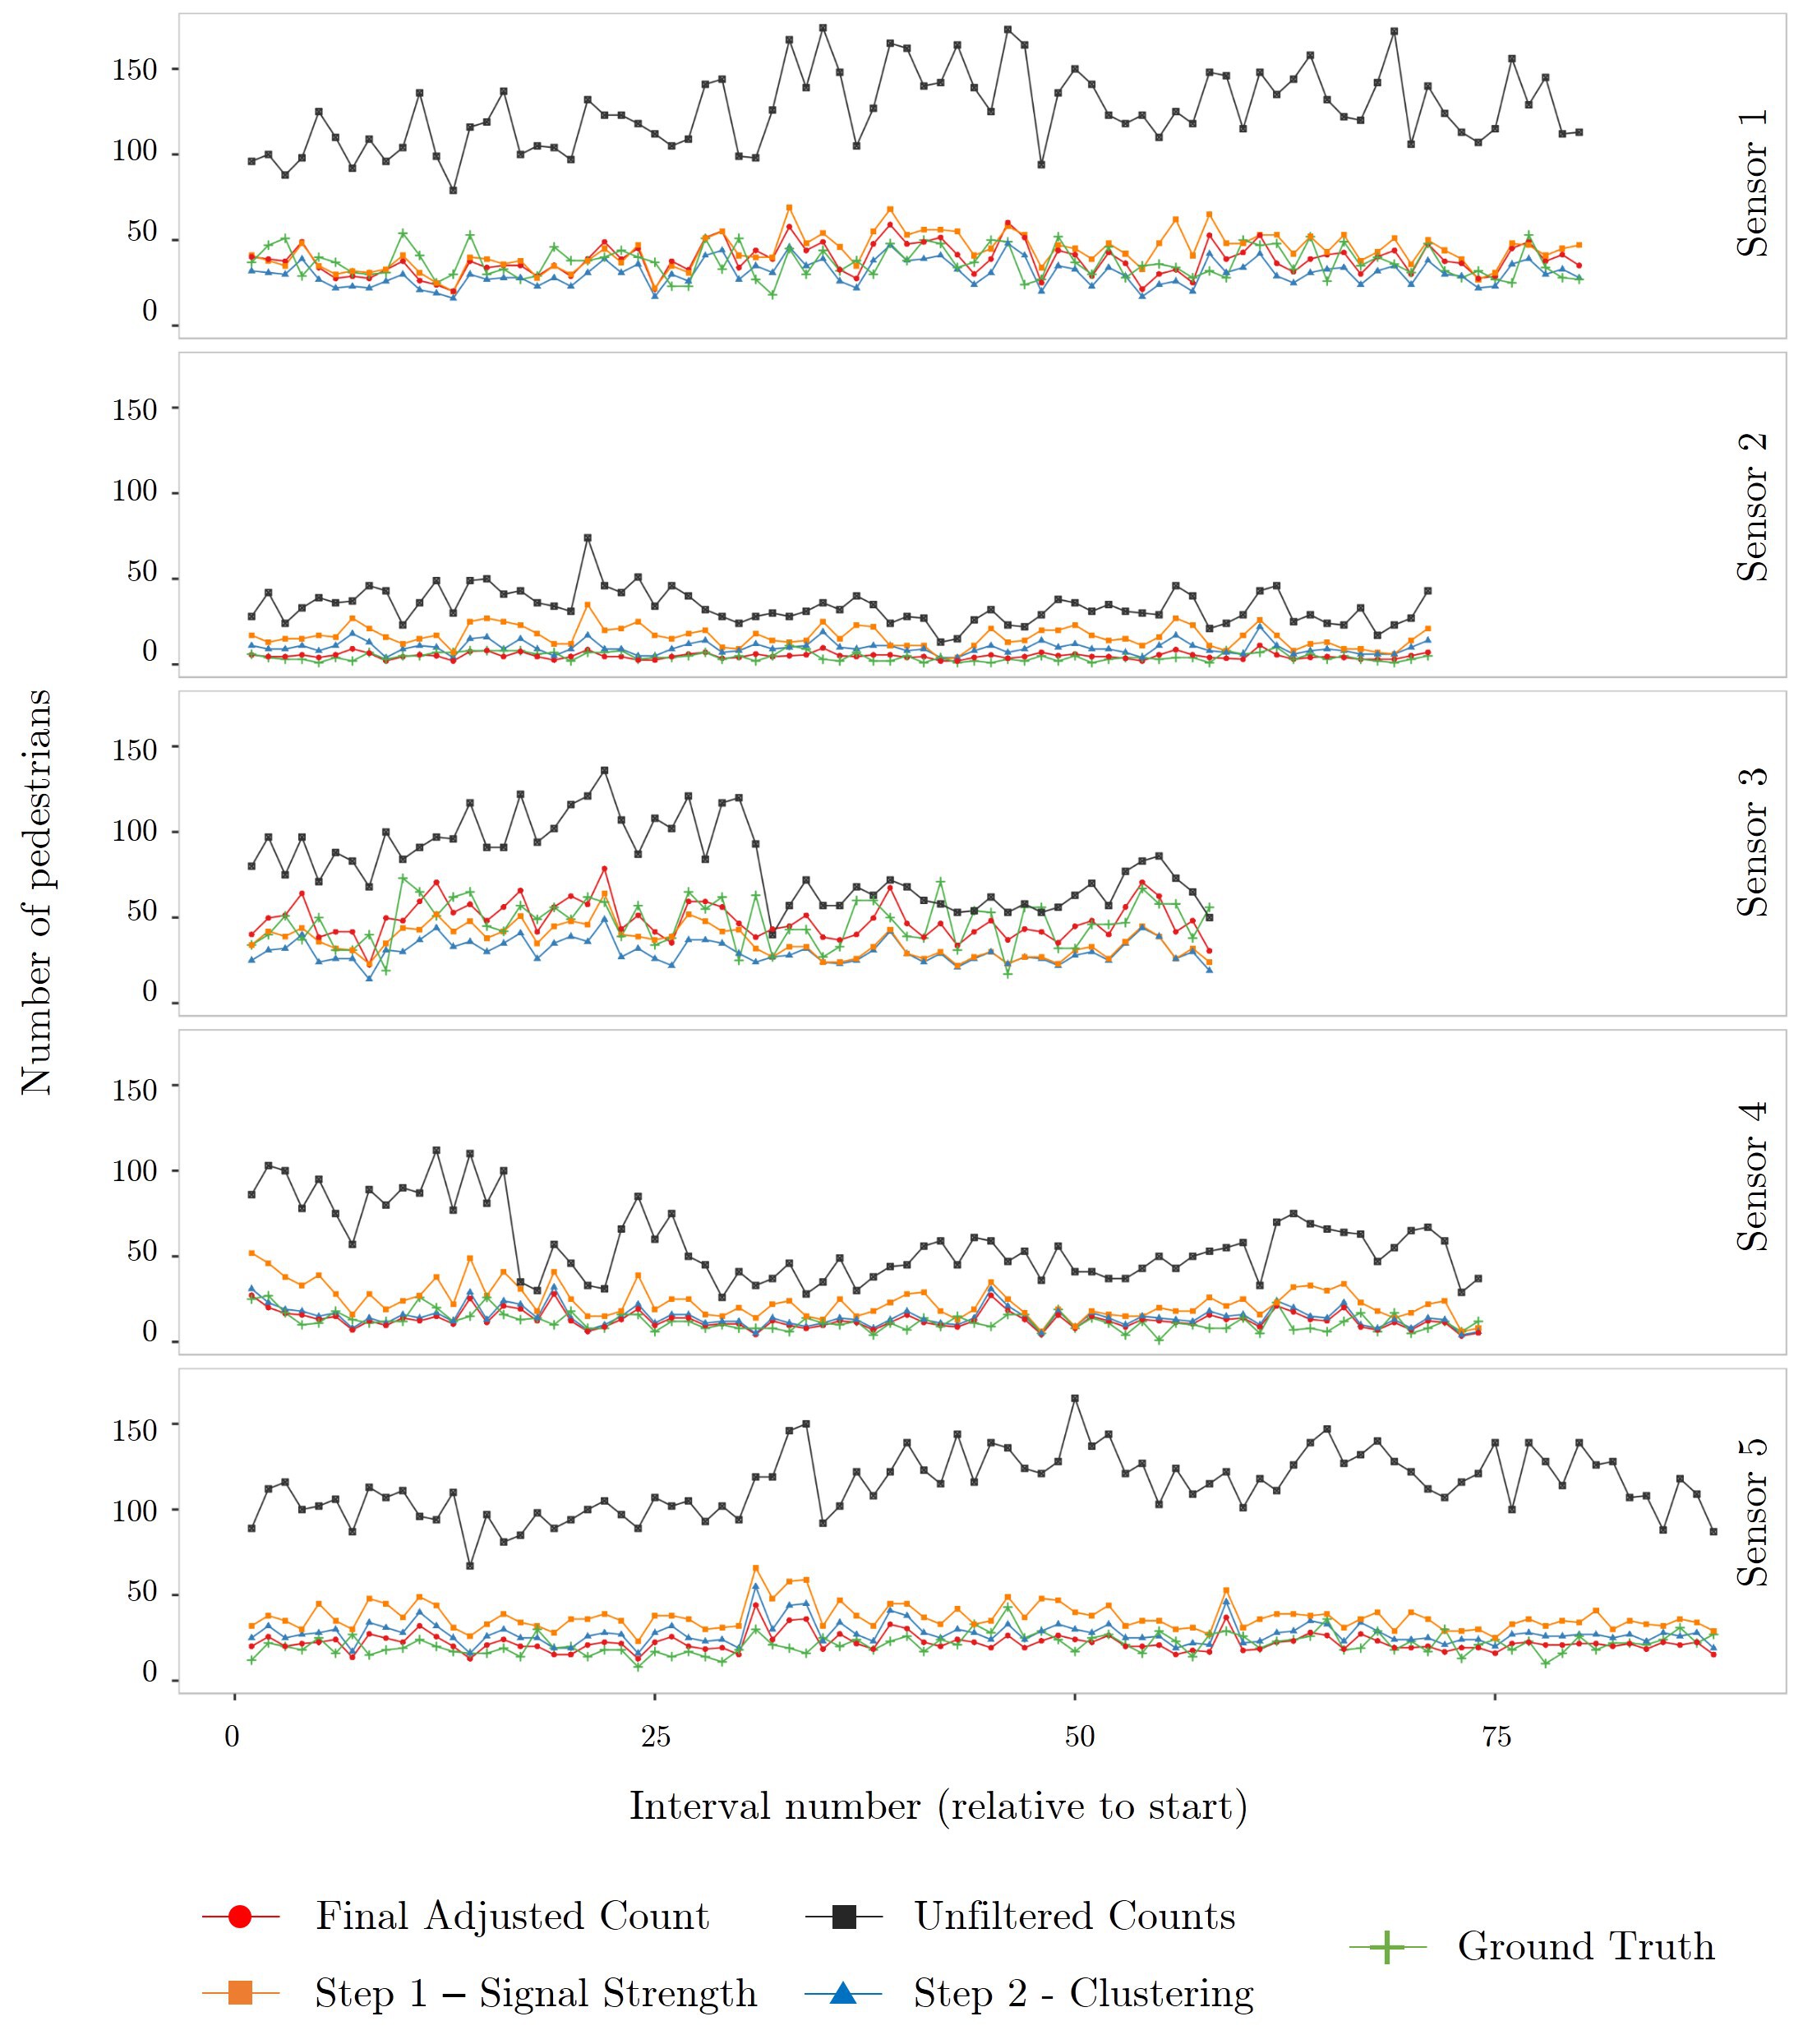 150
100
50
0
Sensor 1
150
100
50
0
Sensor 2
150
100
50
0
Sensor 3
150
100
50
0
Sensor 4
150
100
50
0
Sensor 5
Number of pedestrians
0 25 50 75
Interval number (relative to start)
Final Adjusted Count
Unfiltered Counts
Ground Truth
Step 1 – Signal Strength
Step 2 - Clustering